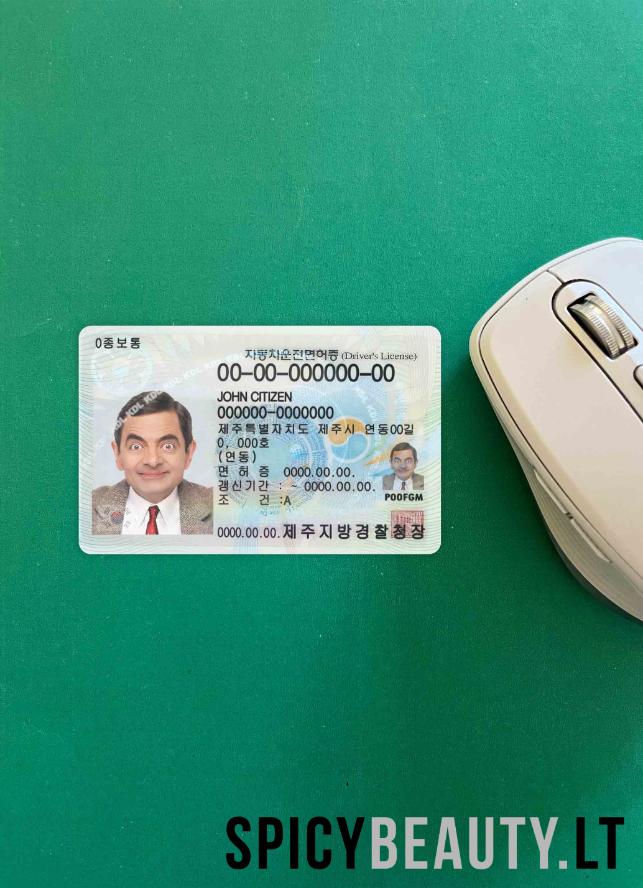 0종보통
자동차운전면허증 (Driver's License)
00-00-000000-00
JOHN CITIZEN
000000-0000000
제주특별자치도 제주시 연동00길
0, 000호
(연동)
면 허 증 0000.00.00.
갱신기간 : ~ 0000.00.00.
조 건 :A
P00FGM
0000.00.00. 제주지방경찰청장
SPICYBEAUTY.LT